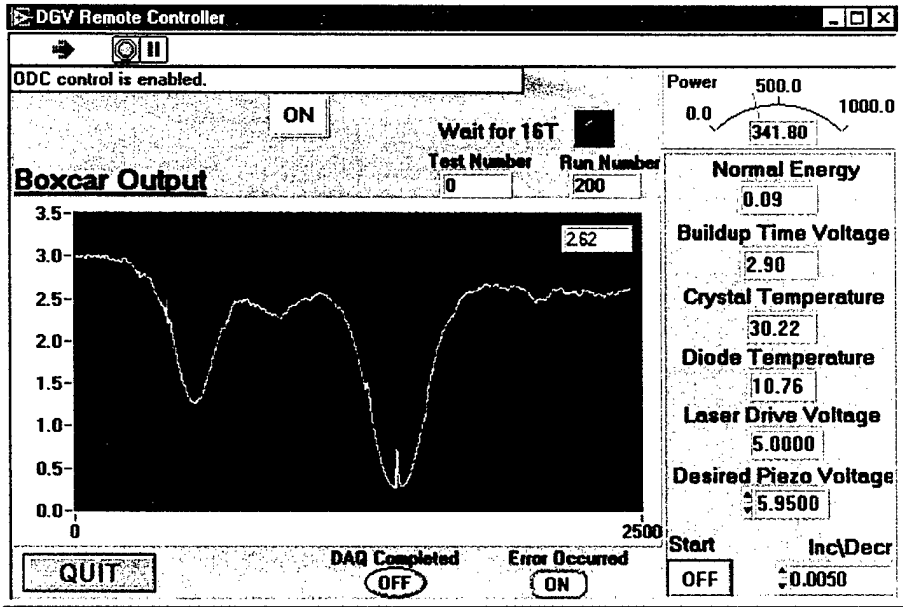 DGV Remote Controller
ODC control is enabled.
ON
Wait for 16T
Test Number
Run Number
0
200
Boxcar Output
3.5
3.0
2.5
2.0
1.5
1.0
0.5
0.0
0
2500
2.62
QUIT
DAQ Completed
OFF
Error Occurred
ON
Power
0.0
500.0
1000.0
341.80
Normal Energy
0.09
Buildup Time Voltage
2.90
Crystal Temperature
30.22
Diode Temperature
10.76
Laser Drive Voltage
5.0000
Desired Piezo Voltage
5.9500
Start
OFF
Inc\Decr
0.0050